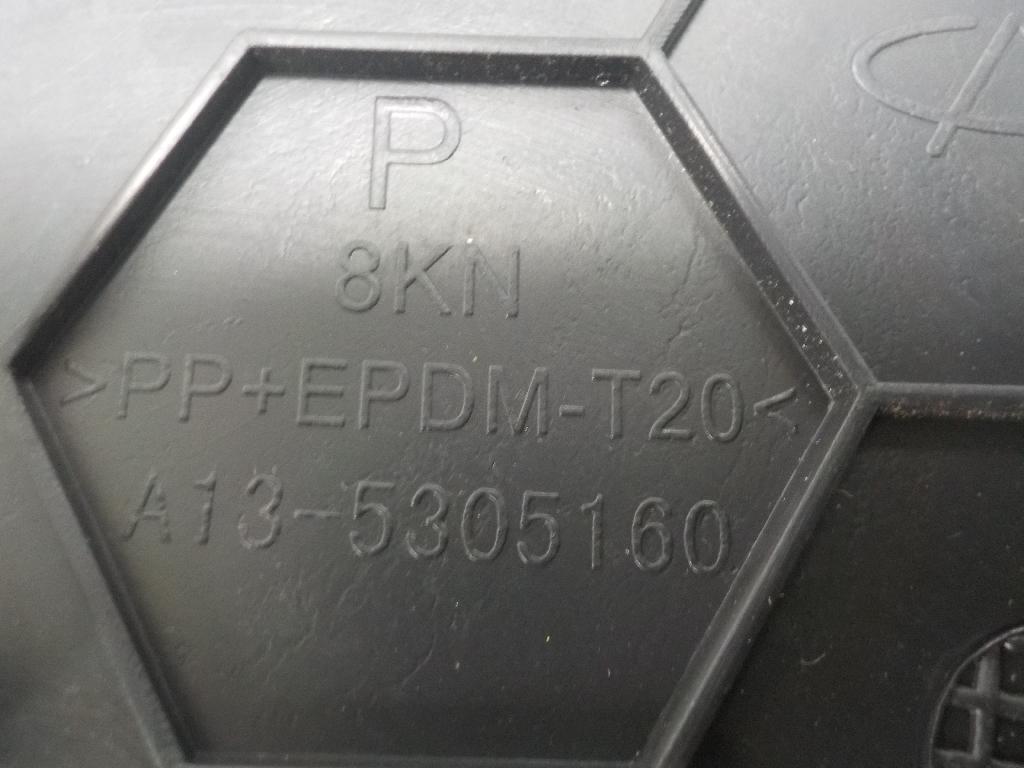 P
8KN
>PP+EPDM-T20<
A13-5305160